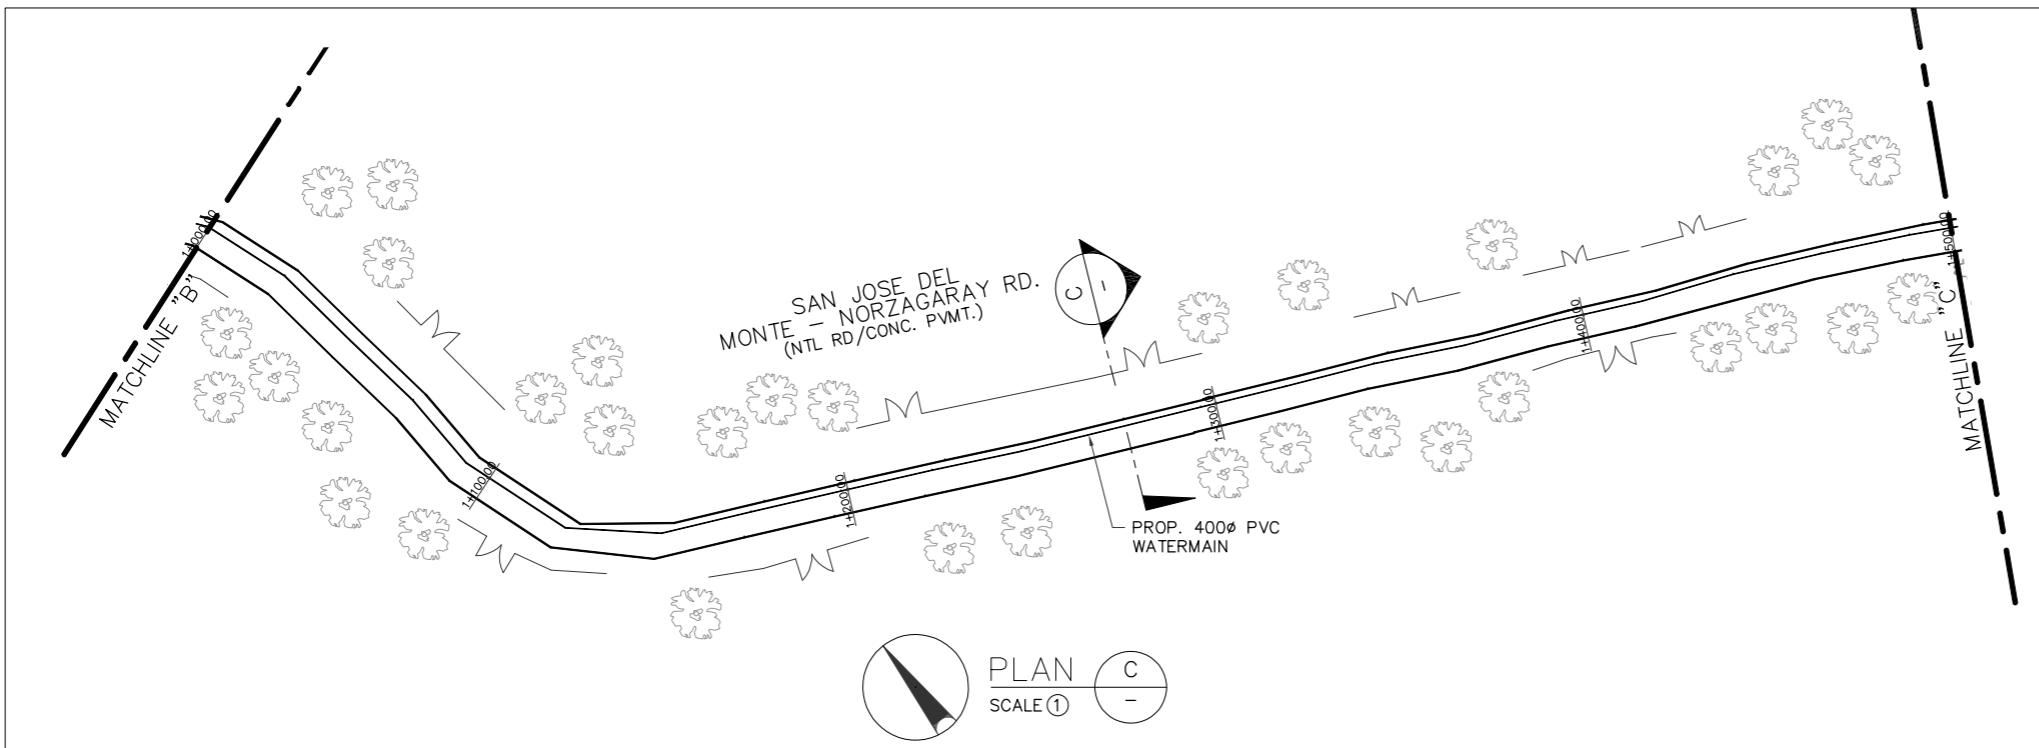 SAN JOSE DEL
MONTE - NORZAGARAY RD.
(NTL RD/CONC. PVMT.)
C
-
1+000.00
MATCHLINE "B"
1+100.00
1+200.00
1+300.00
1+400.00
1+500.00
MATCHLINE "C"
PROP. 400ø PVC
WATERMAIN
PLAN
SCALE 1
C
-